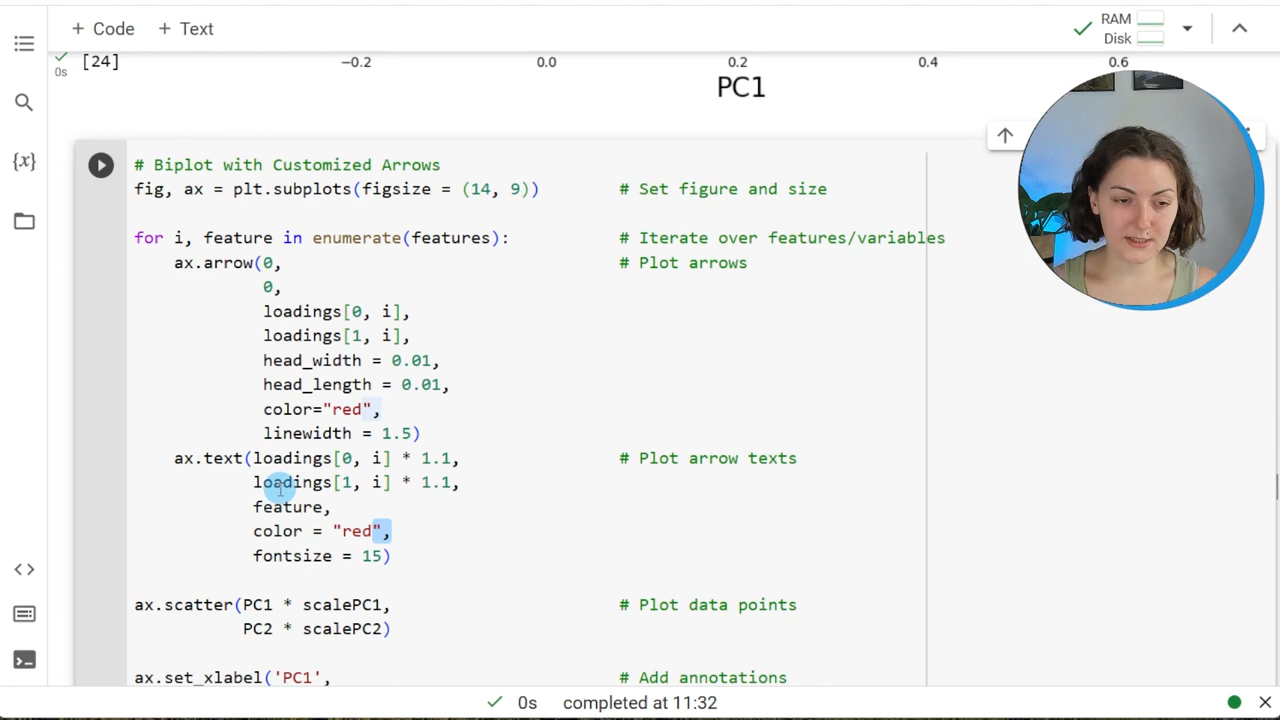 + Code + Text
RAM
Disk
0s
[24]
−0.2 0.0 0.2 0.4 0.6
PC1
{x}
# Biplot with Customized Arrows
fig, ax = plt.subplots(figsize = (14, 9)) # Set figure and size
for i, feature in enumerate(features): # Iterate over features/variables
ax.arrow(0, # Plot arrows
0,
loadings[0, i],
loadings[1, i],
head_width = 0.01,
head_length = 0.01,
color="red",
linewidth = 1.5)
ax.text(loadings[0, i] * 1.1, # Plot arrow texts
loadings[1, i] * 1.1,
feature,
color = "red",
fontsize = 15)
ax.scatter(PC1 * scalePC1, # Plot data points
PC2 * scalePC2)
ax.set_xlabel('PC1', # Add annotations
0s completed at 11:32